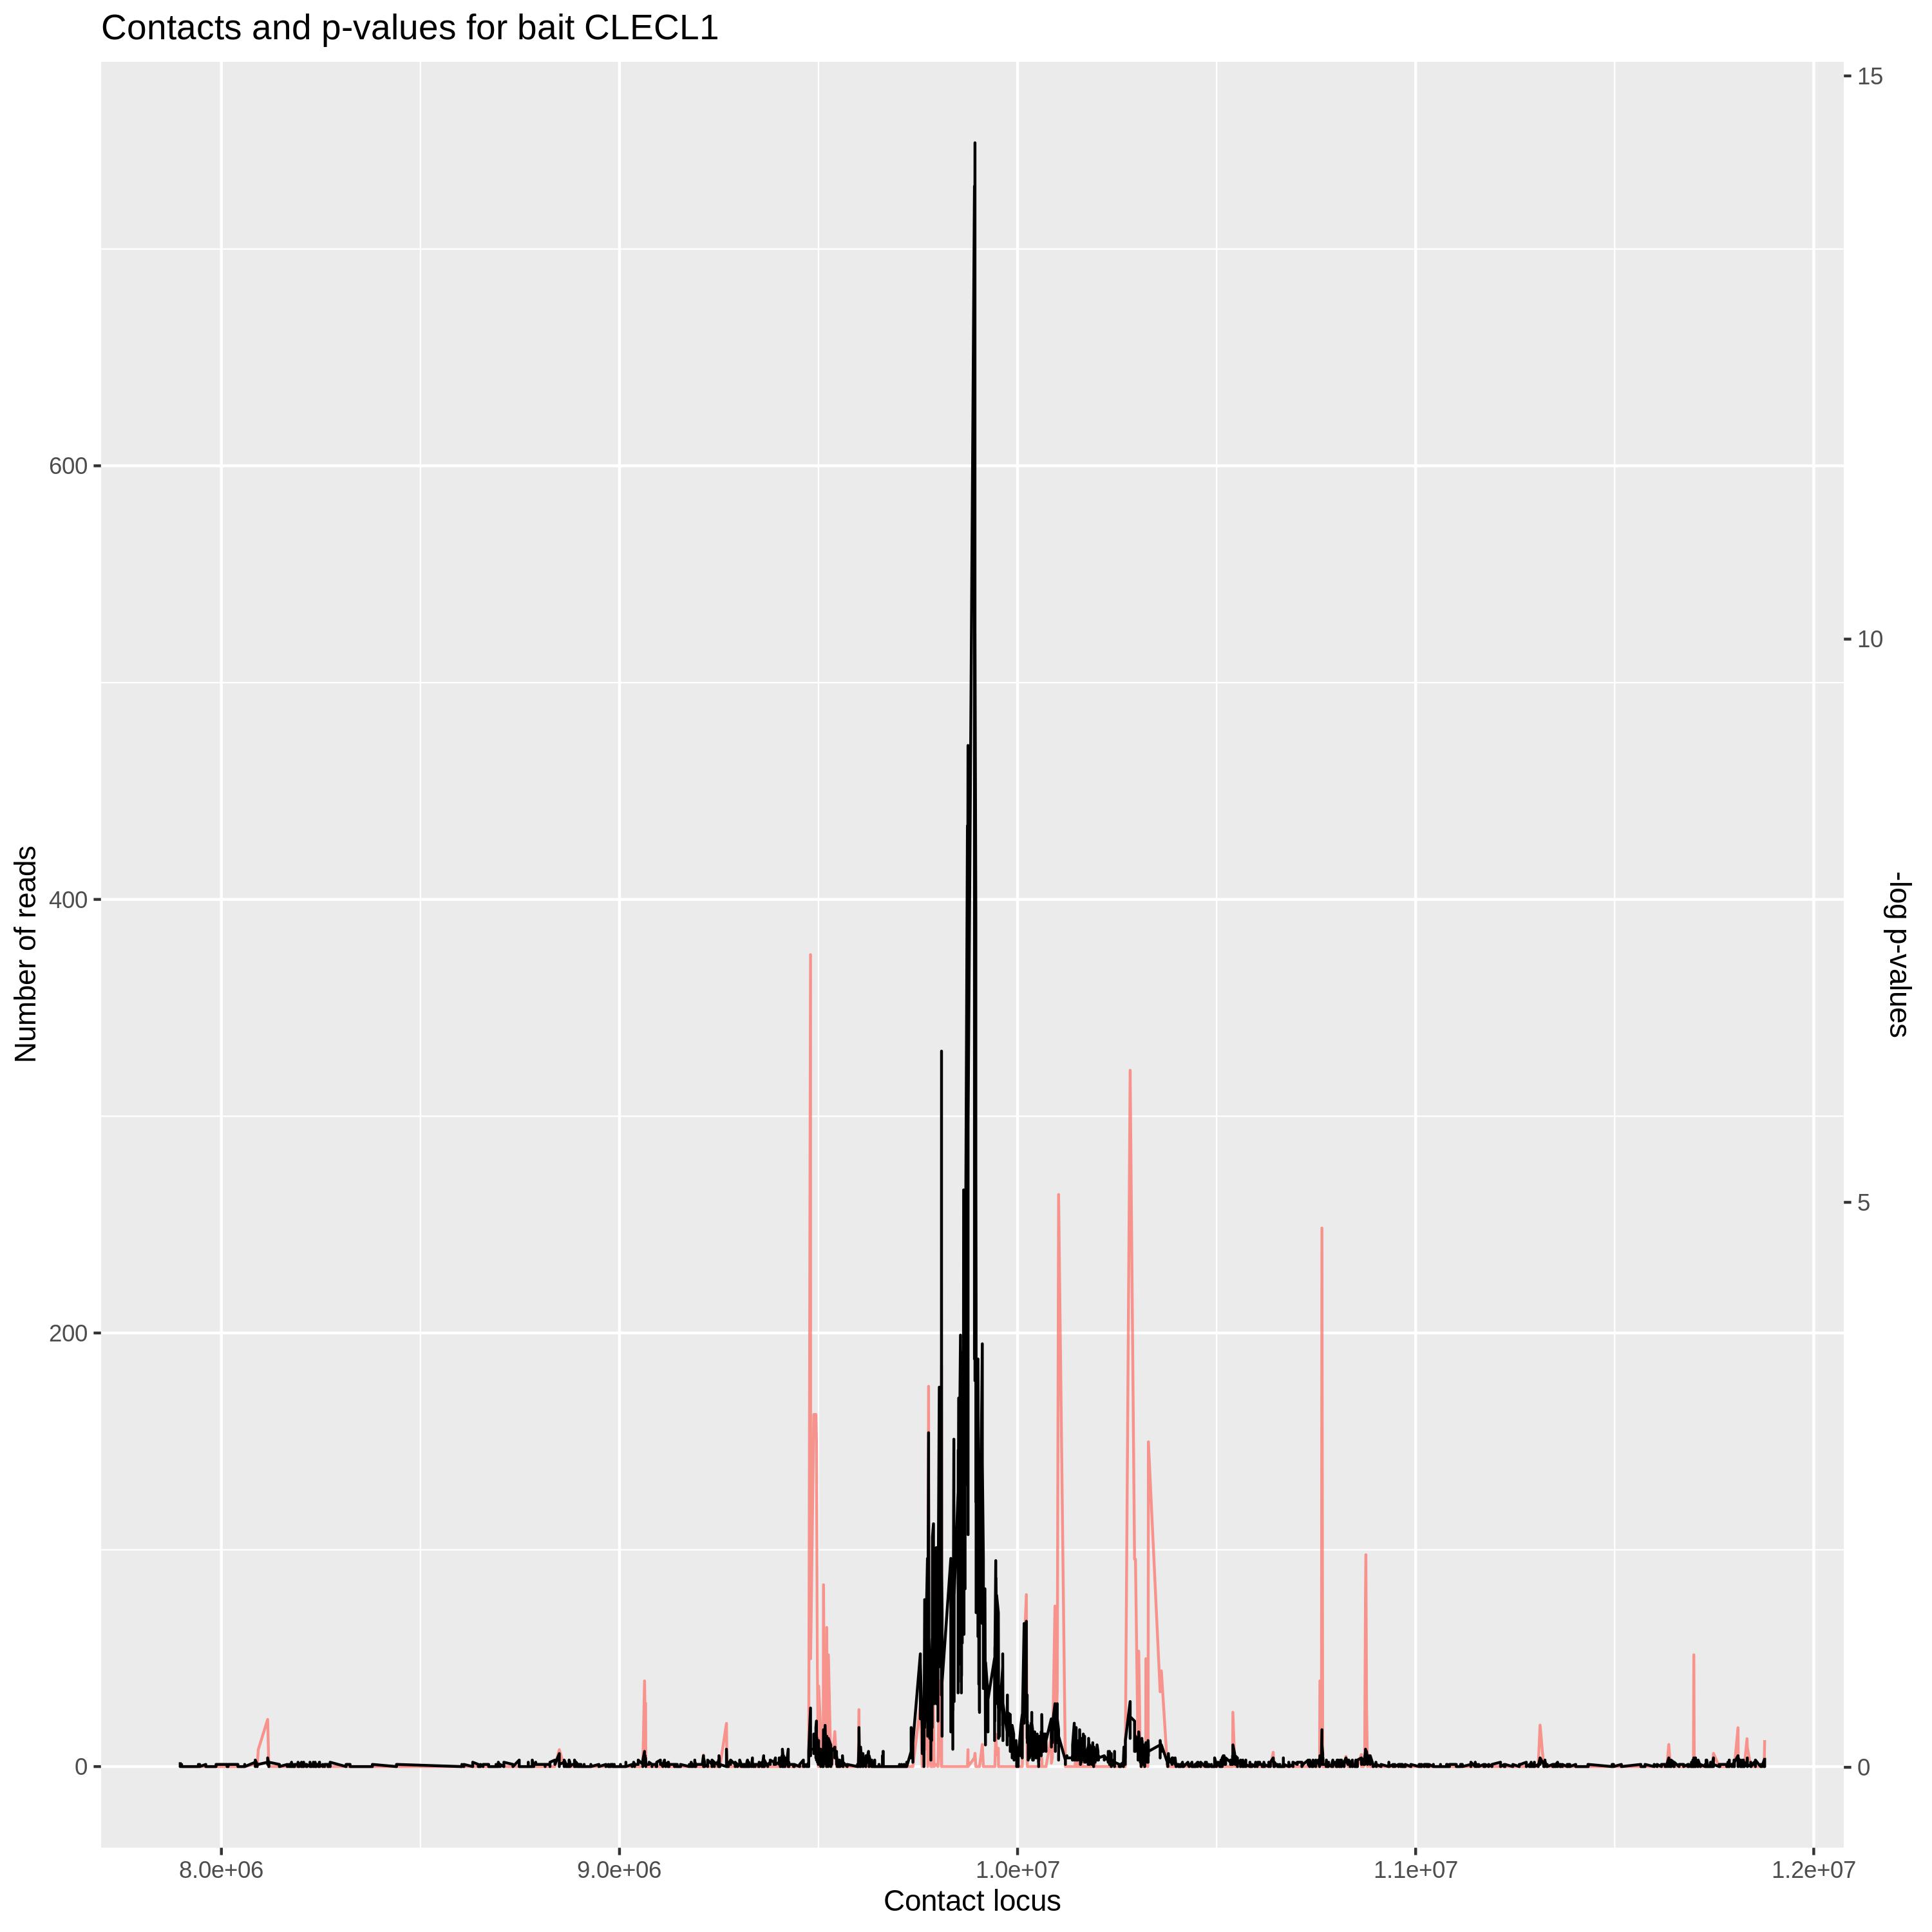 Contacts and p-values for bait CLECL1
15
600
10
Number of reads
400
-log p-values
5
200
0
0
8.0e+06
9.0e+06
1.0e+07
1.1e+07
1.2e+07
Contact locus